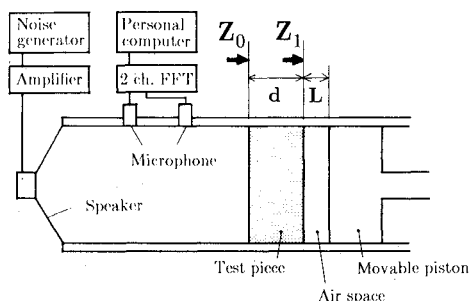 Noise
generator
Personal
computer
Amplifier
2 ch. FFT
Z0
Z1
d
L
Microphone
Speaker
Test piece
Movable piston
Air space